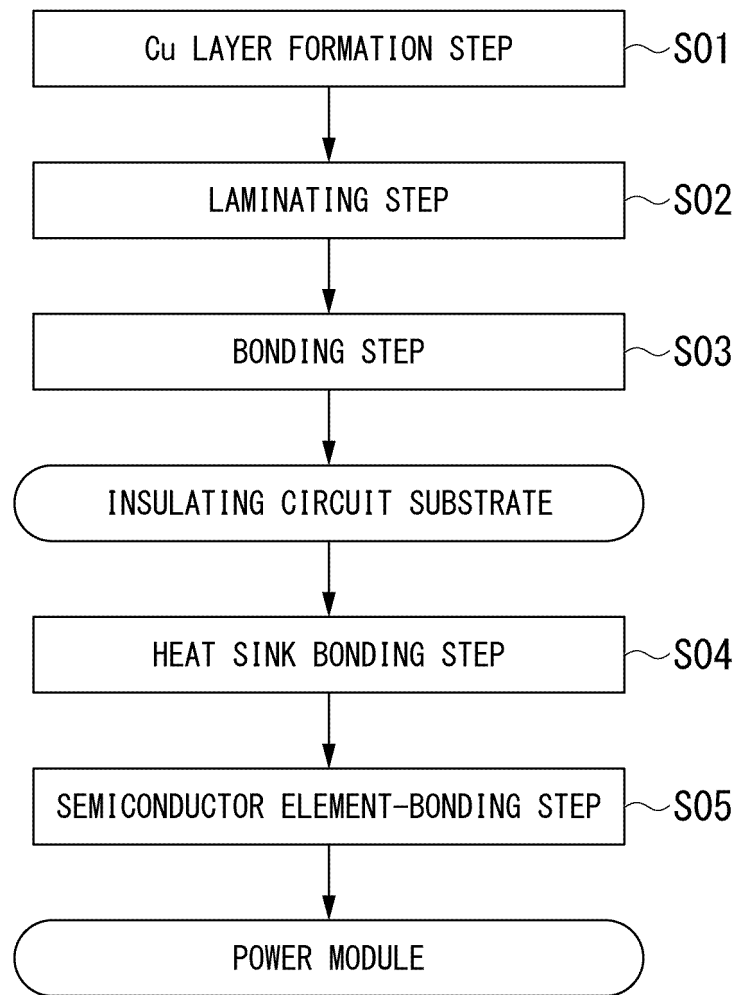 Cu LAYER FORMATION STEP S01
LAMINATING STEP S02
BONDING STEP S03
INSULATING CIRCUIT SUBSTRATE
HEAT SINK BONDING STEP S04
SEMICONDUCTOR ELEMENT-BONDING STEP S05
POWER MODULE